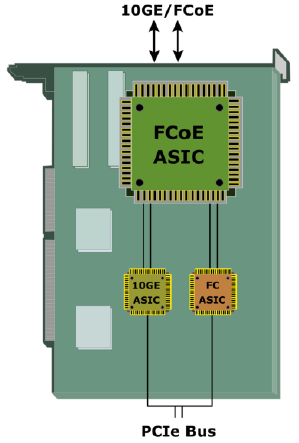 10GE/FCoE
FCoE
ASIC
10GE
ASIC
FC
ASIC
PCIe Bus